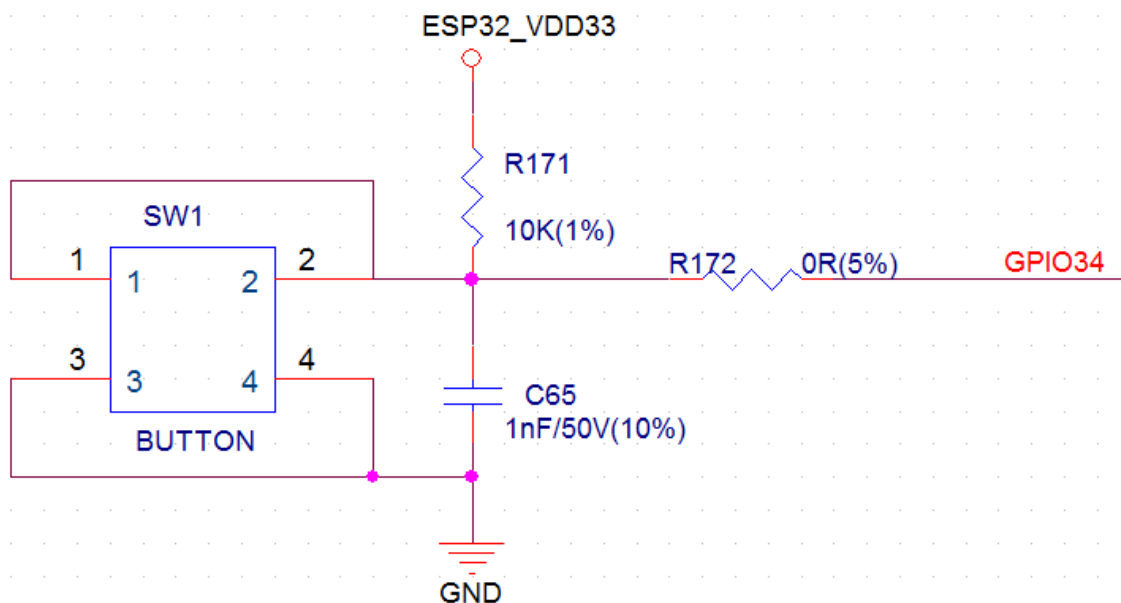 ESP32_VDD33
R171
10K(1%)
SW1
1
2
1
2
R172
0R(5%)
GPIO34
3
4
3
4
C65
1nF/50V(10%)
BUTTON
GND